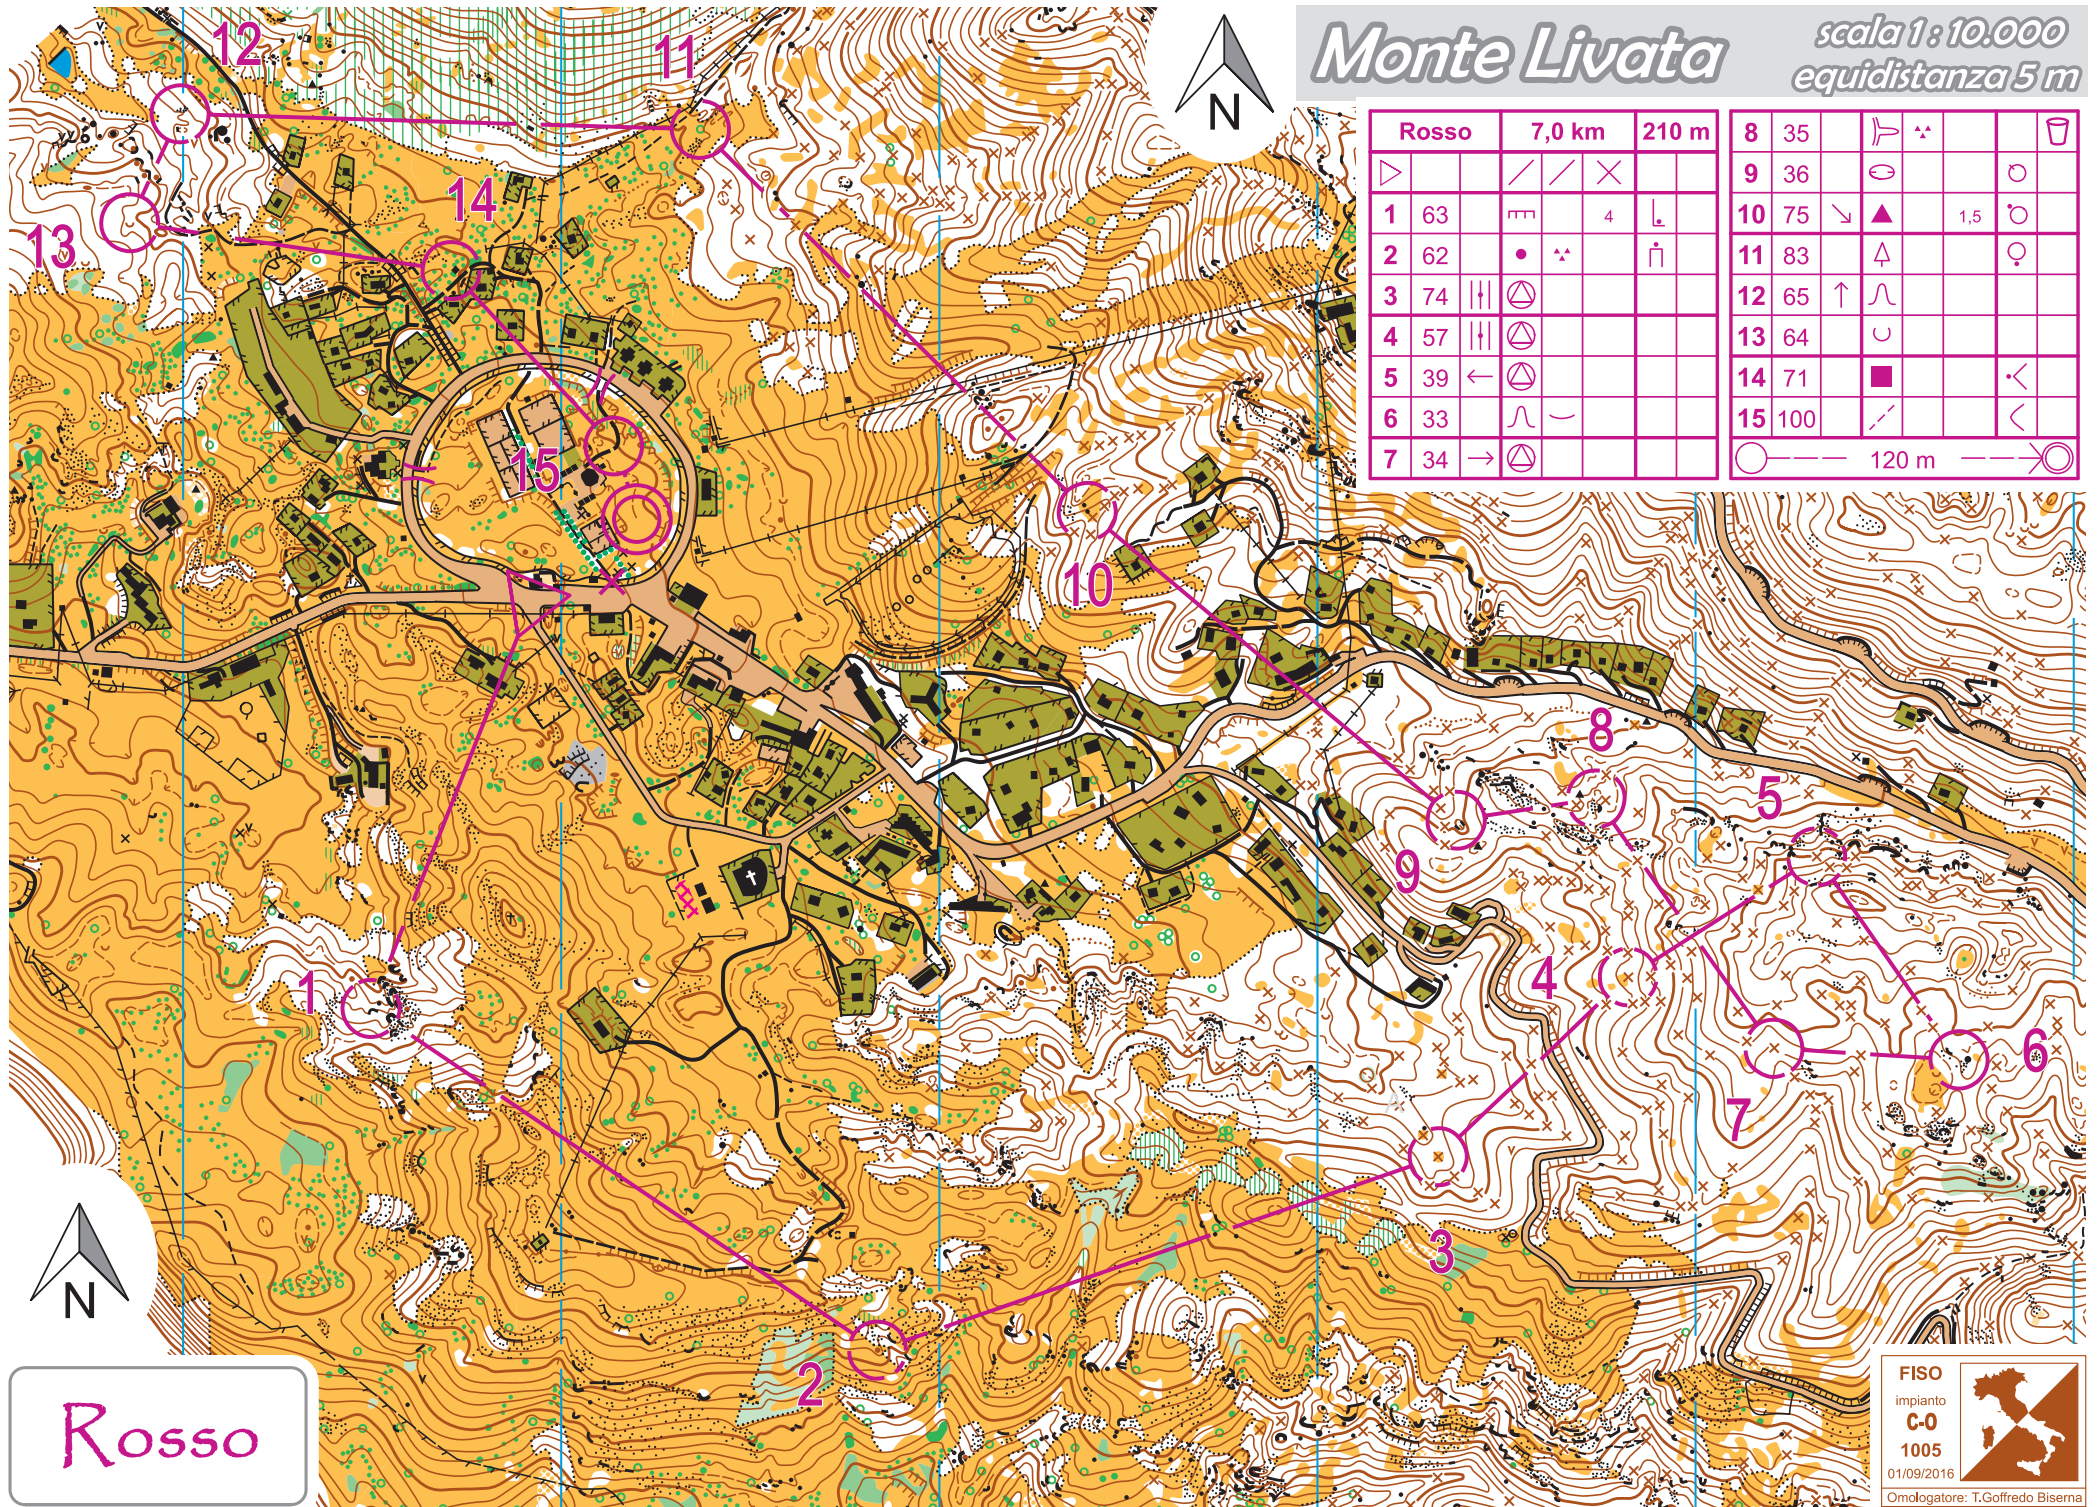 Monte Livata
scala 1 : 10.000
equidistanza 5 m
Rosso 7,0 km 210 m
1 63 4
2 62
3 74
4 57
5 39
6 33
7 34
8 35
9 36
10 75 1,5
11 83
12 65
13 64
14 71
15 100
120 m
N
12
11
14
13
15
10
8
5
9
1
4
6
7
3
2
N
Rosso
FISO
impianto
C-O
1005
01/09/2016
Omologatore: T.Goffredo Biserna